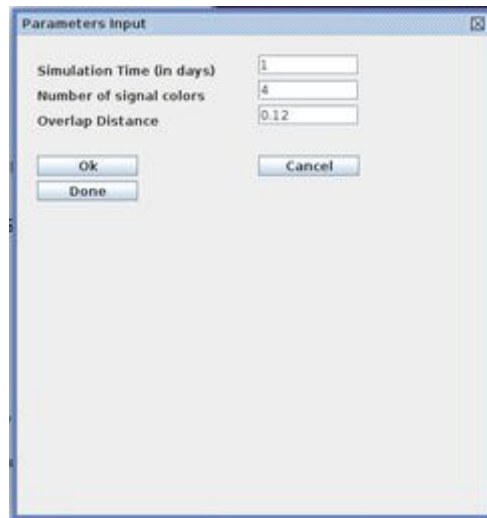 Parameters Input
Simulation Time (in days) 1
Number of signal colors 4
Overlap Distance 0.12
Ok Cancel
Done